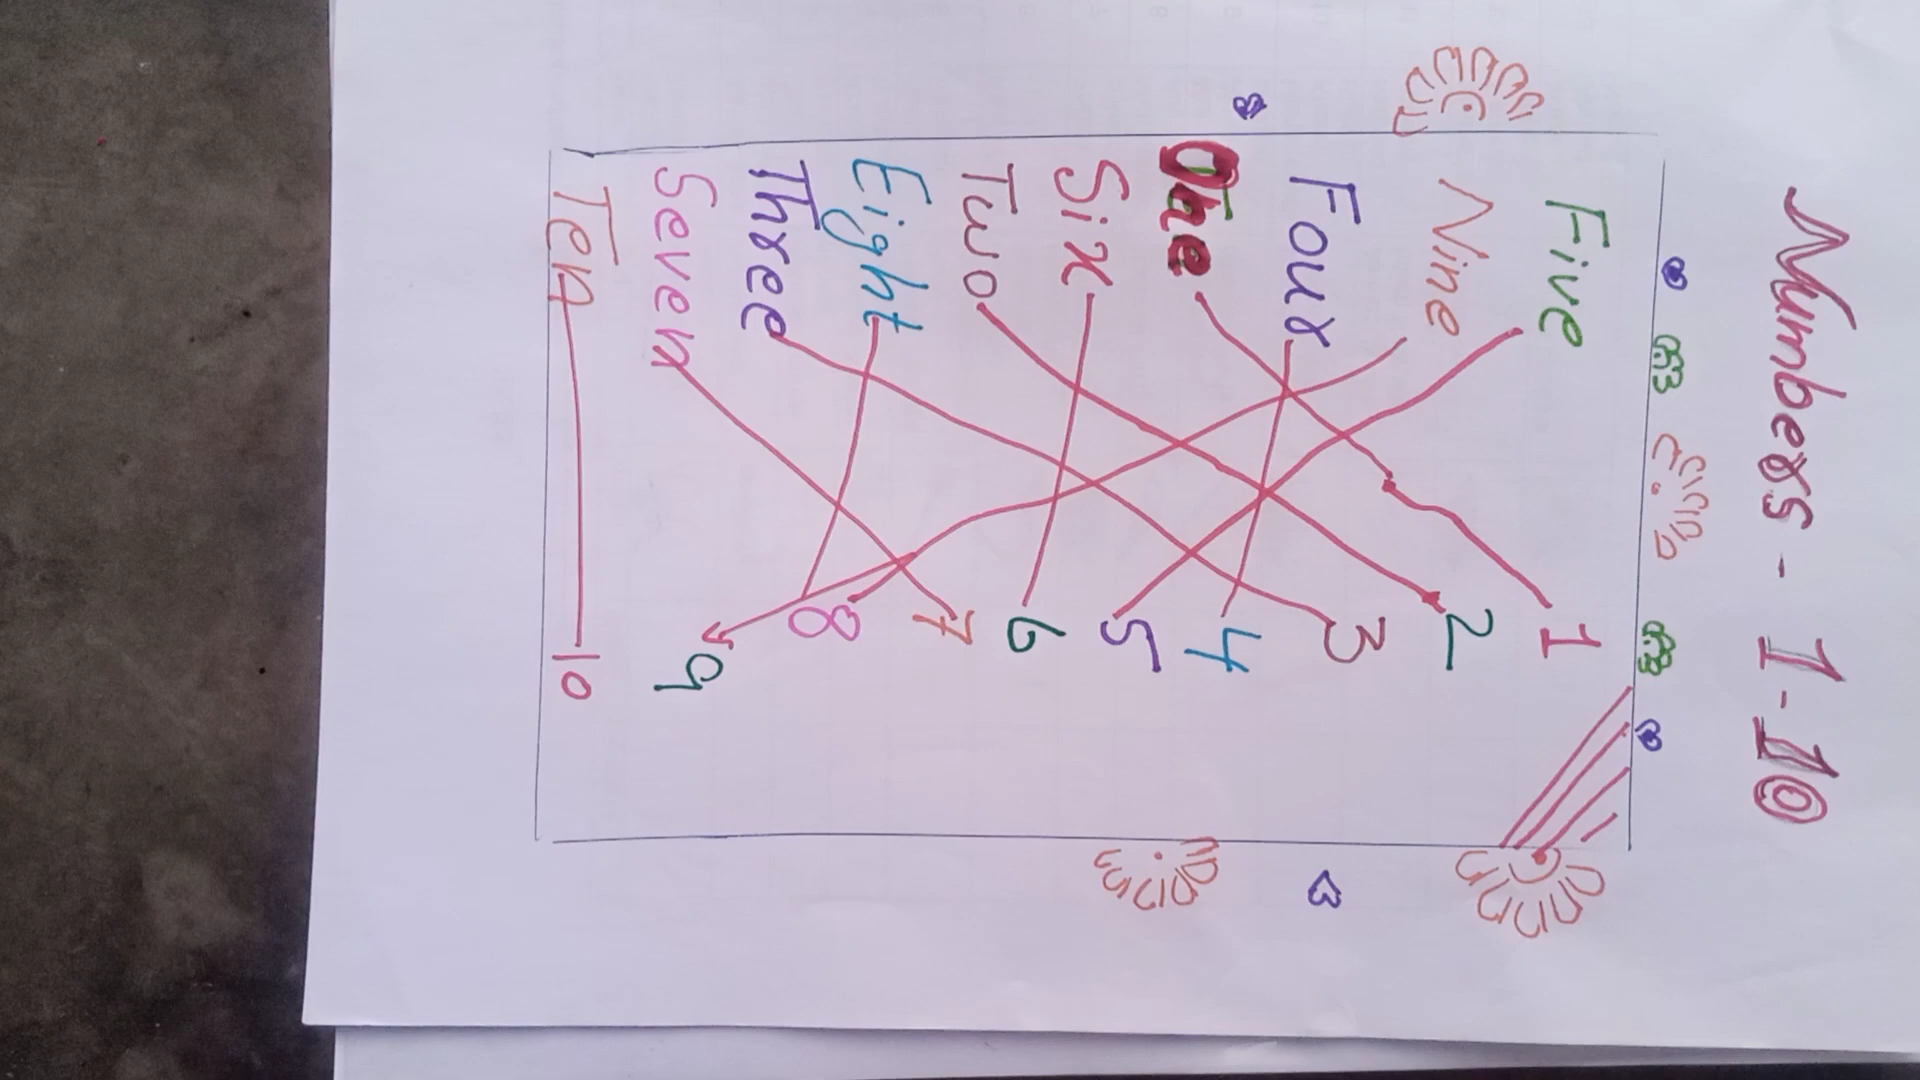 Numbers - 1-10
Five 1
Nine 2
Four 3
One 4
Six 5
Two 6
Eight 7
Three 8
Seven 9
Ten 10